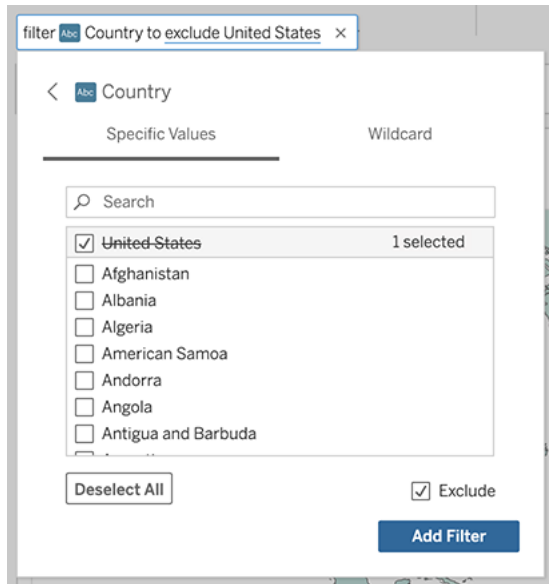 filter Abc Country to exclude United States ×
Abc Country
Specific Values Wildcard
Search
United States 1 selected
Afghanistan
Albania
Algeria
American Samoa
Andorra
Angola
Antigua and Barbuda
Deselect All Exclude
Add Filter